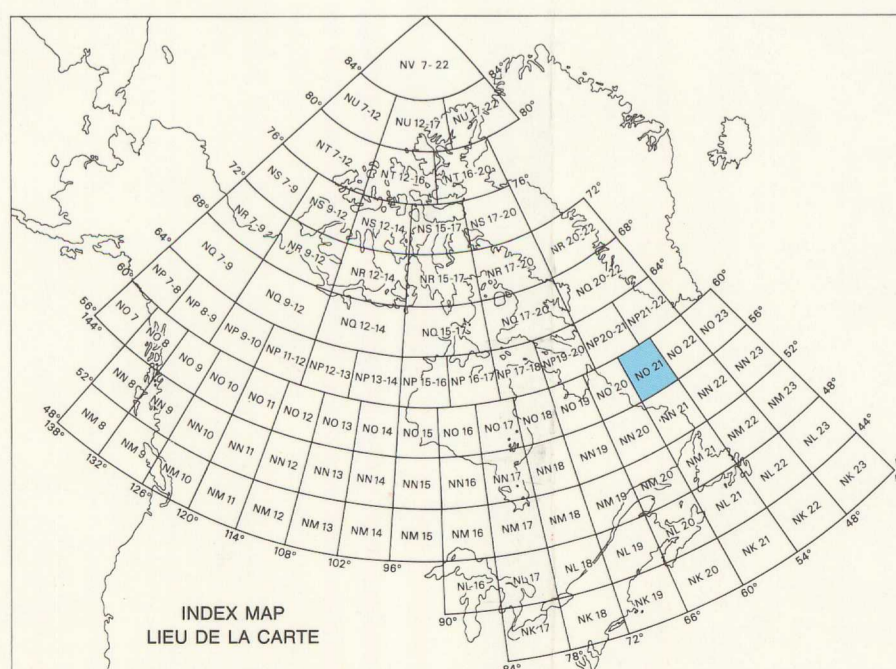 NV 7-22
84°
84°
NU 7-12
NU 12-17
NU 17-22
80°
80°
NT 7-12
NT 12-16
NT 16-20
76°
76°
NS 7-9
NS 9-12
NS 12-14
NS 15-17
NS 17-20
72°
72°
NR 7-9
NR 9-12
NR 12-14
NR 15-17
NR 17-20
NR 20-22
68°
68°
NQ 7-9
NQ 9-12
NQ 12-14
NQ 15-17
NQ 17-20
NQ 20-22
64°
64°
NP 7-8
NP 8-9
NP 9-10
NP 11-12
NP 12-13
NP 13-14
NP 15-16
NP 16-17
NP 17-18
NP 19-20
NP 20-21
NP 21-22
60°
60°
NO 7
NO 8
NO 9
NO 10
NO 11
NO 12
NO 13
NO 14
NO 15
NO 16
NO 17
NO 18
NO 19
NO 20
NO 21
NO 22
NO 23
56°
144°
56°
NN 8
NN 9
NN 10
NN 11
NN 12
NN 13
NN 14
NN 15
NN 16
NN 17
NN 18
NN 19
NN 20
NN 21
NN 22
NN 23
52°
52°
NM 8
NM 9
NM 10
NM 11
NM 12
NM 13
NM 14
NM 15
NM 16
NM 17
NM 18
NM 19
NM 20
NM 21
NM 22
NM 23
48°
48°
138°
132°
126°
120°
114°
108°
102°
96°
NL-16
NL 17
NL 18
NL 19
NL 20
NL 21
NL 22
NL 23
44°
90°
NK 17
NK 18
NK 19
NK 20
NK 21
NK 22
NK 23
84°
78°
72°
66°
60°
54°
48°
INDEX MAP
LIEU DE LA CARTE